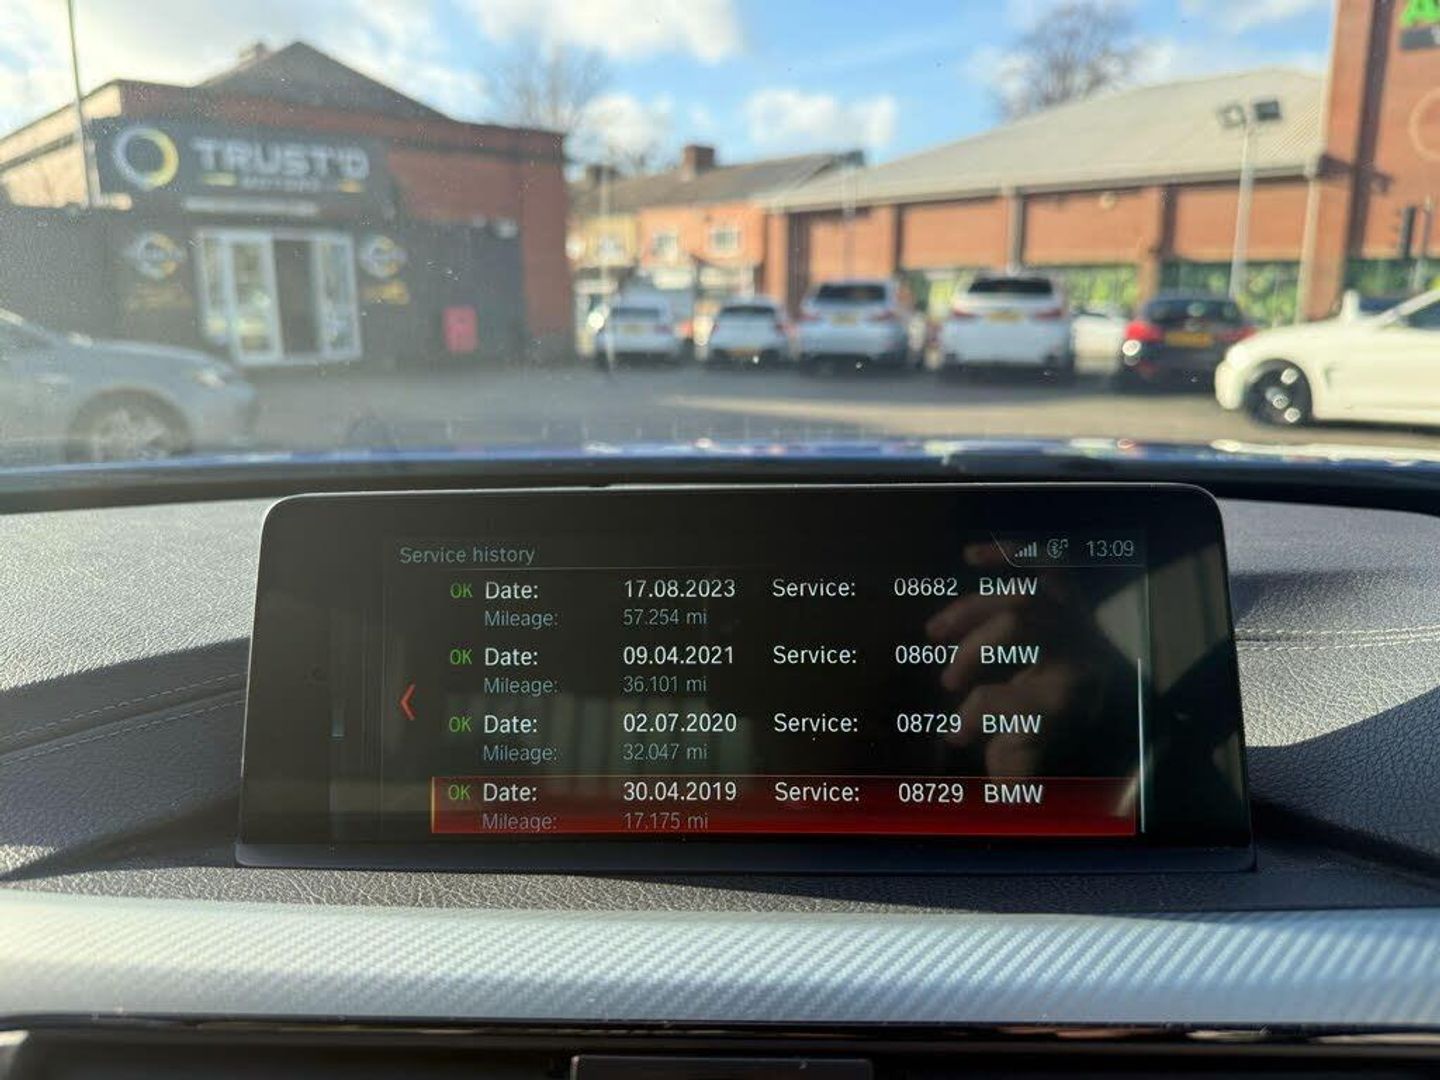 TRUST'D
MOTORS
A
Service history 13:09
OK Date: 17.08.2023 Service: 08682 BMW
Mileage: 57.254 mi
OK Date: 09.04.2021 Service: 08607 BMW
Mileage: 36.101 mi
OK Date: 02.07.2020 Service: 08729 BMW
Mileage: 32.047 mi
OK Date: 30.04.2019 Service: 08729 BMW
Mileage: 17.175 mi